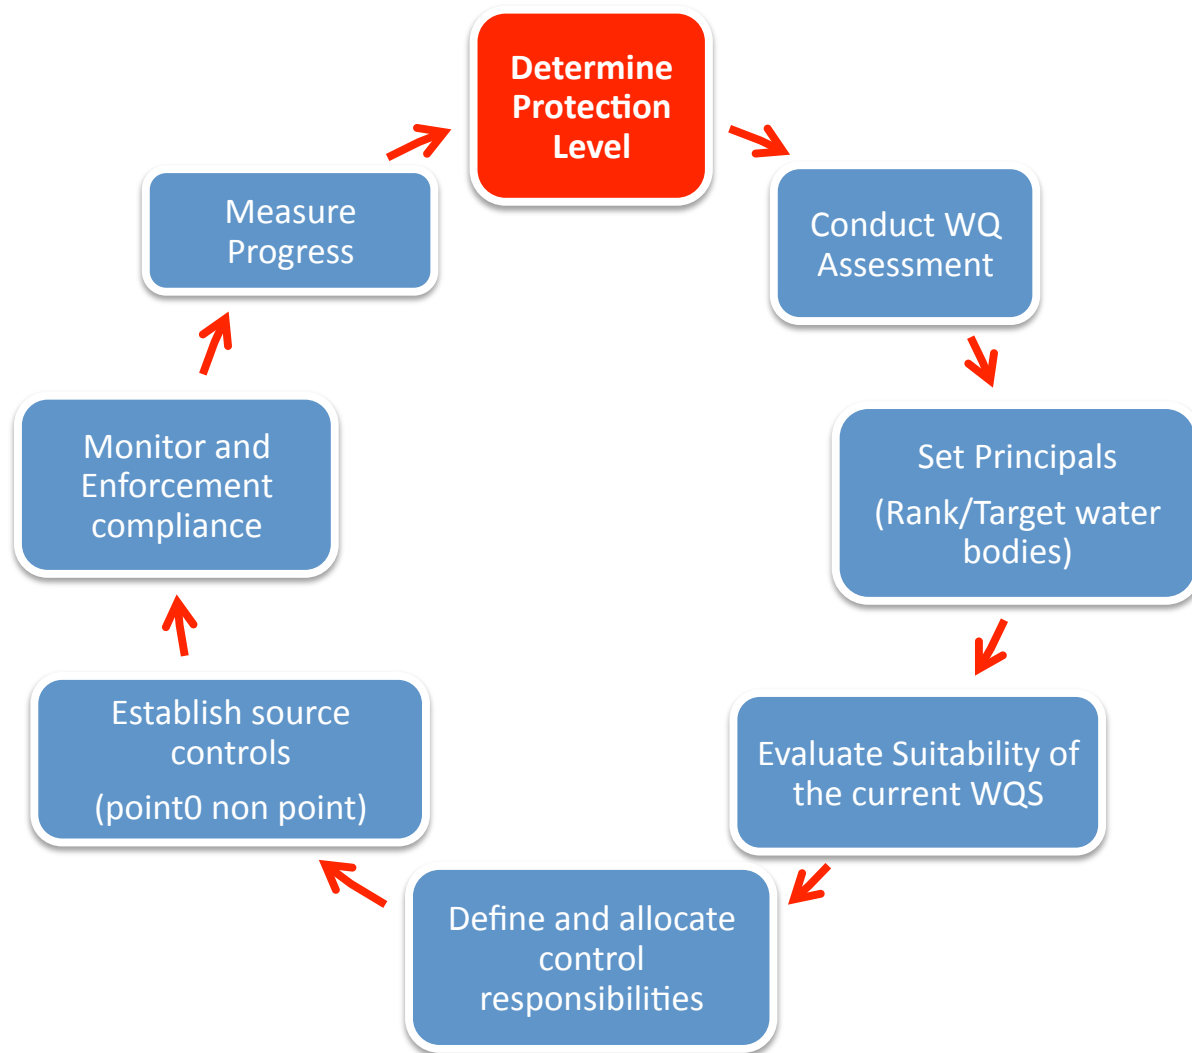 Determine
Protection
Level
Conduct WQ
Assessment
Set Principals
(Rank/Target water
bodies)
Evaluate Suitability of
the current WQS
Define and allocate
control
responsibilities
Establish source
controls
(point0 non point)
Monitor and
Enforcement
compliance
Measure
Progress